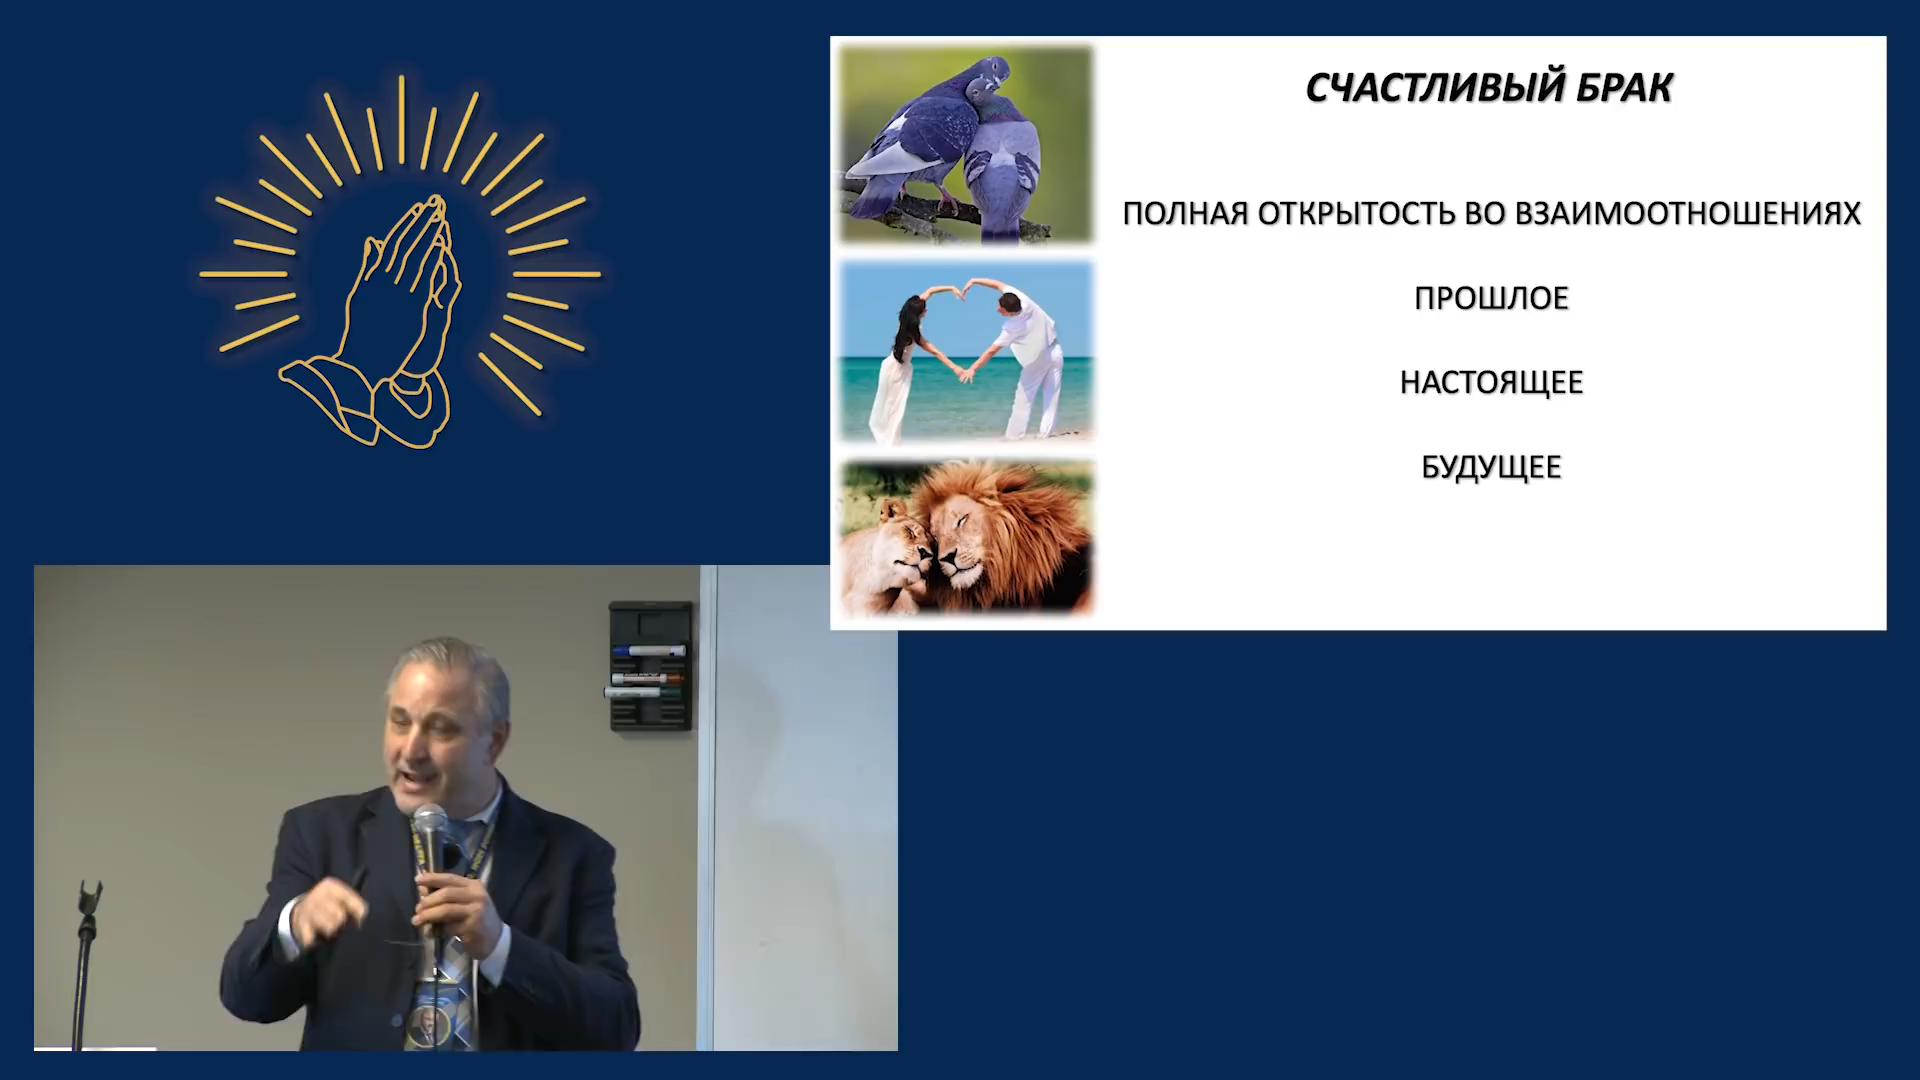 СЧАСТЛИВЫЙ БРАК
ПОЛНАЯ ОТКРЫТОСТЬ ВО ВЗАИМООТНОШЕНИЯХ
ПРОШЛОЕ
НАСТОЯЩЕЕ
БУДУЩЕЕ